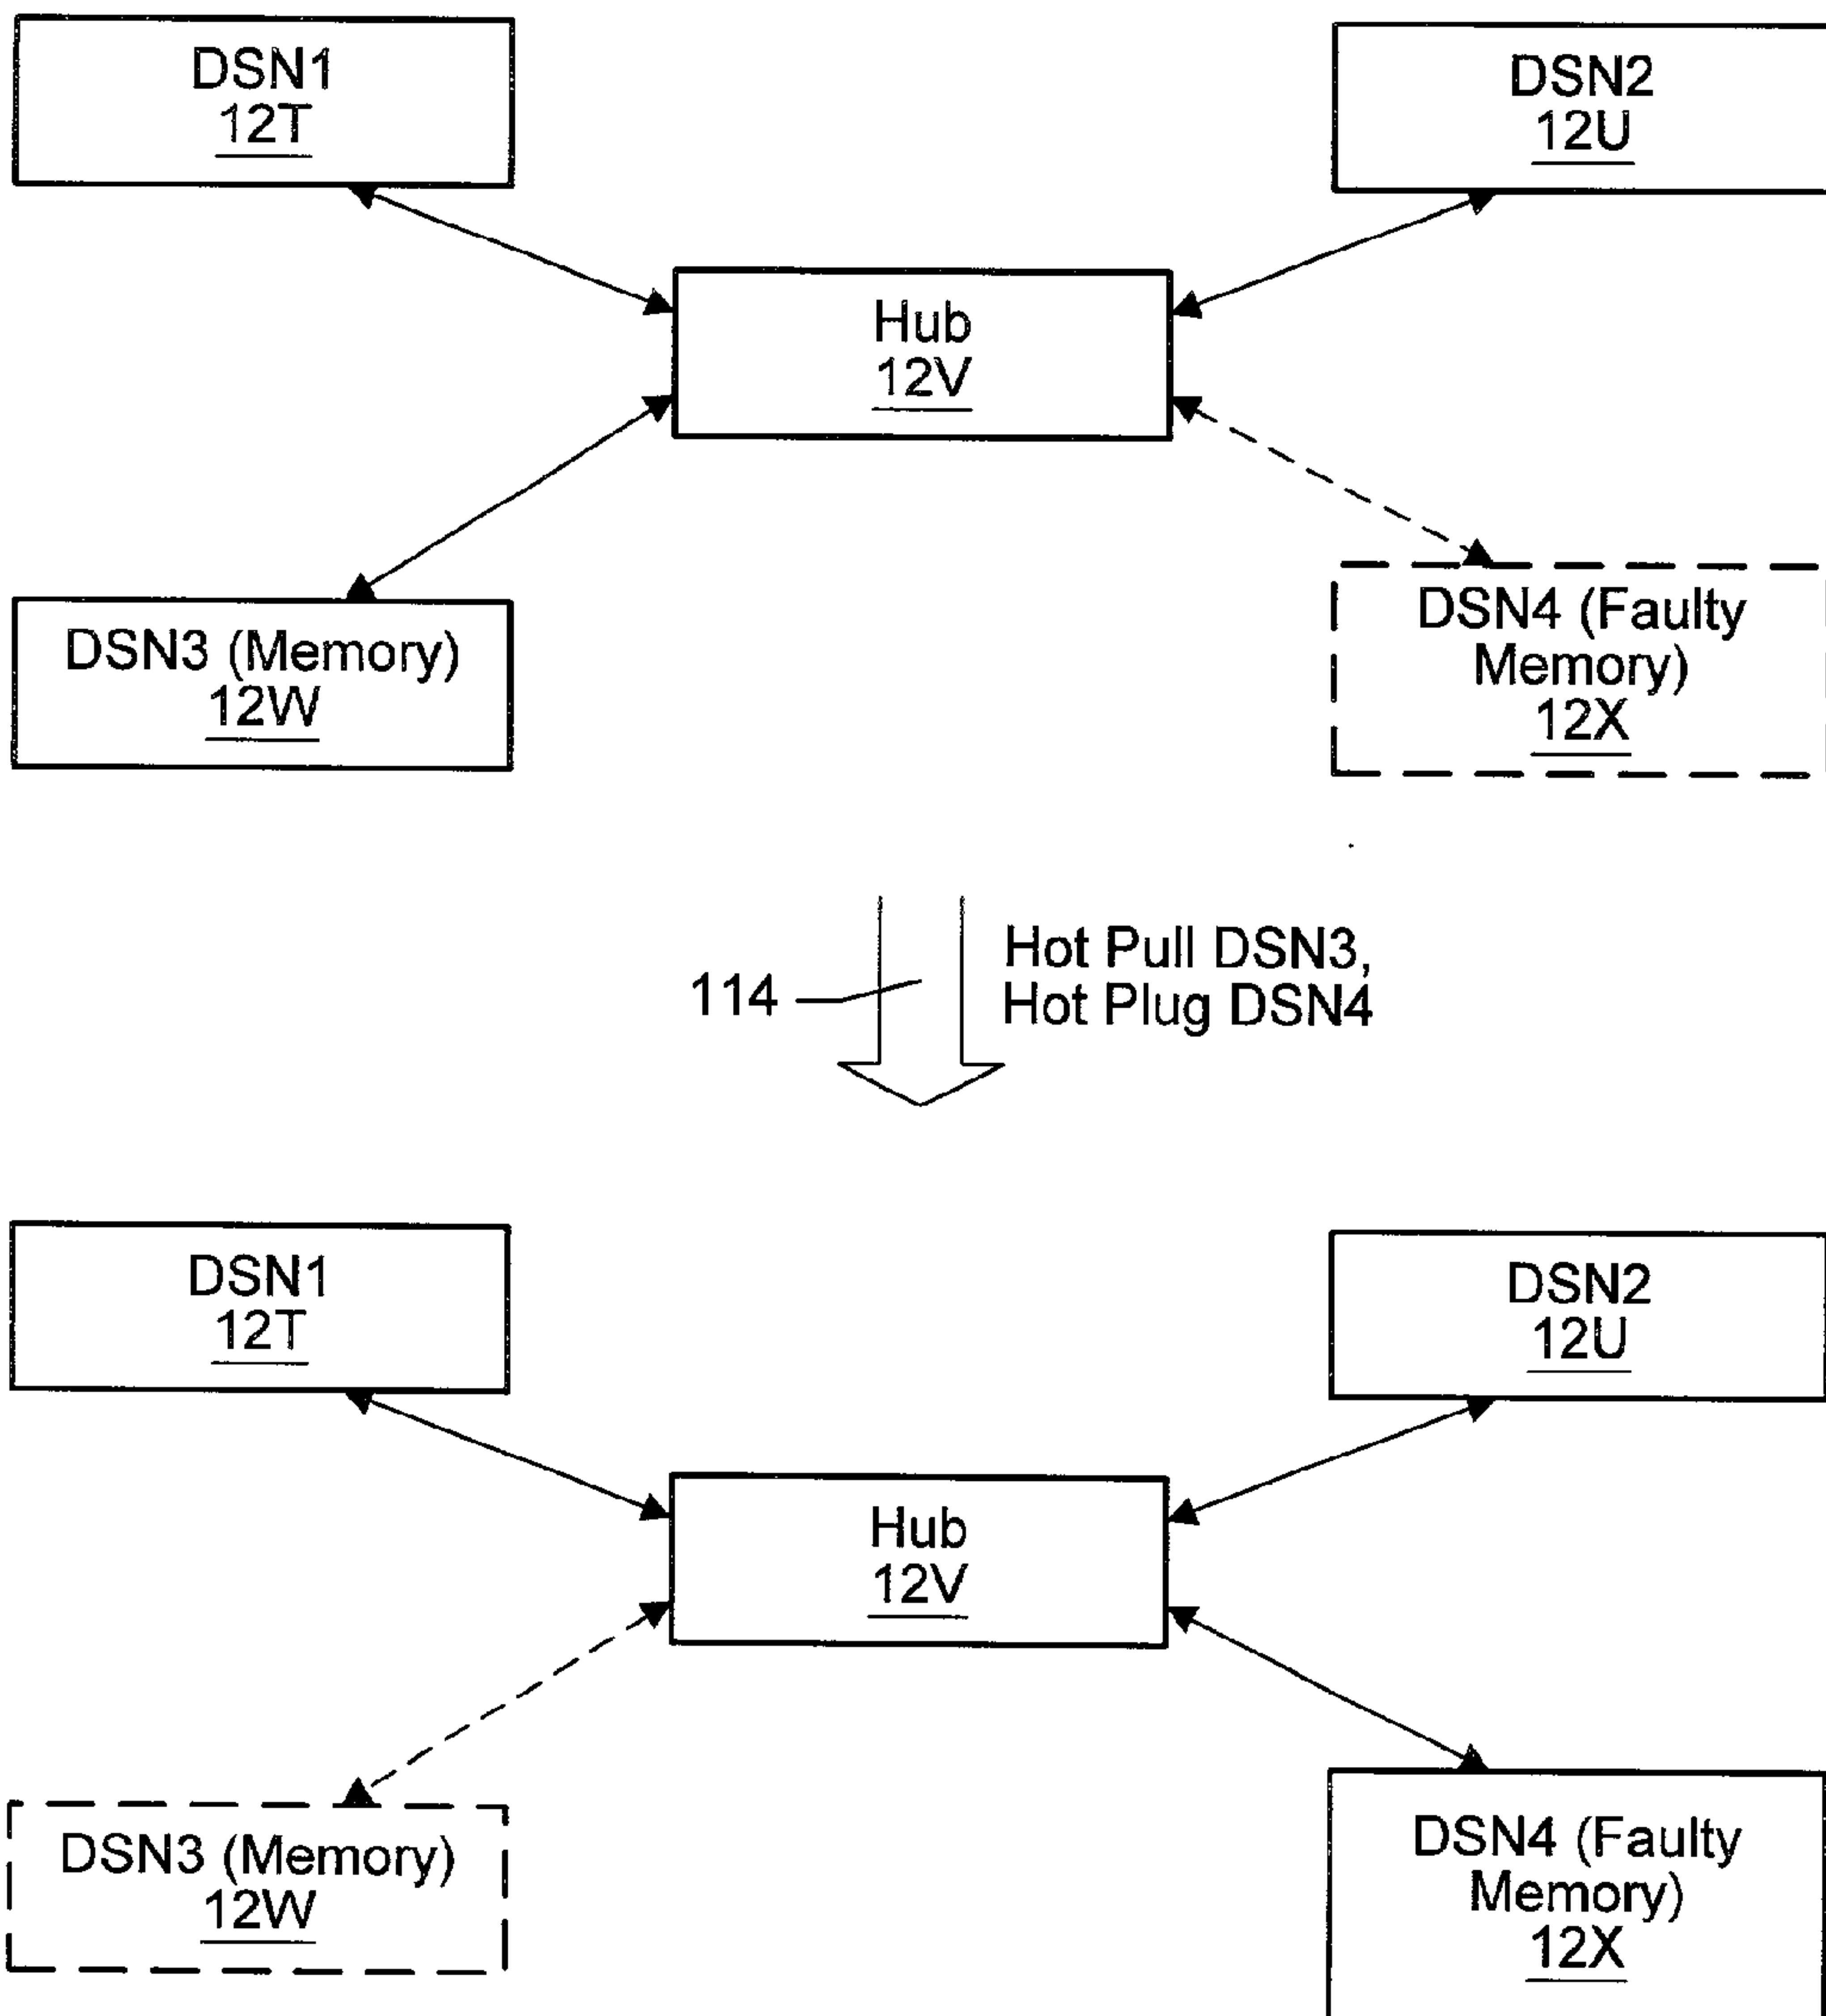 DSN1
12T
DSN2
12U
Hub
12V
DSN3 (Memory)
12W
DSN4 (Faulty
Memory)
12X
114
Hot Pull DSN3,
Hot Plug DSN4
DSN1
12T
DSN2
12U
Hub
12V
DSN3 (Memory)
12W
DSN4 (Faulty
Memory)
12X